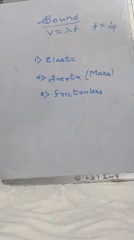 Sound
V = λf f = 1/T
1) Elastic
2) Inertia (Mass)
3) frictionless